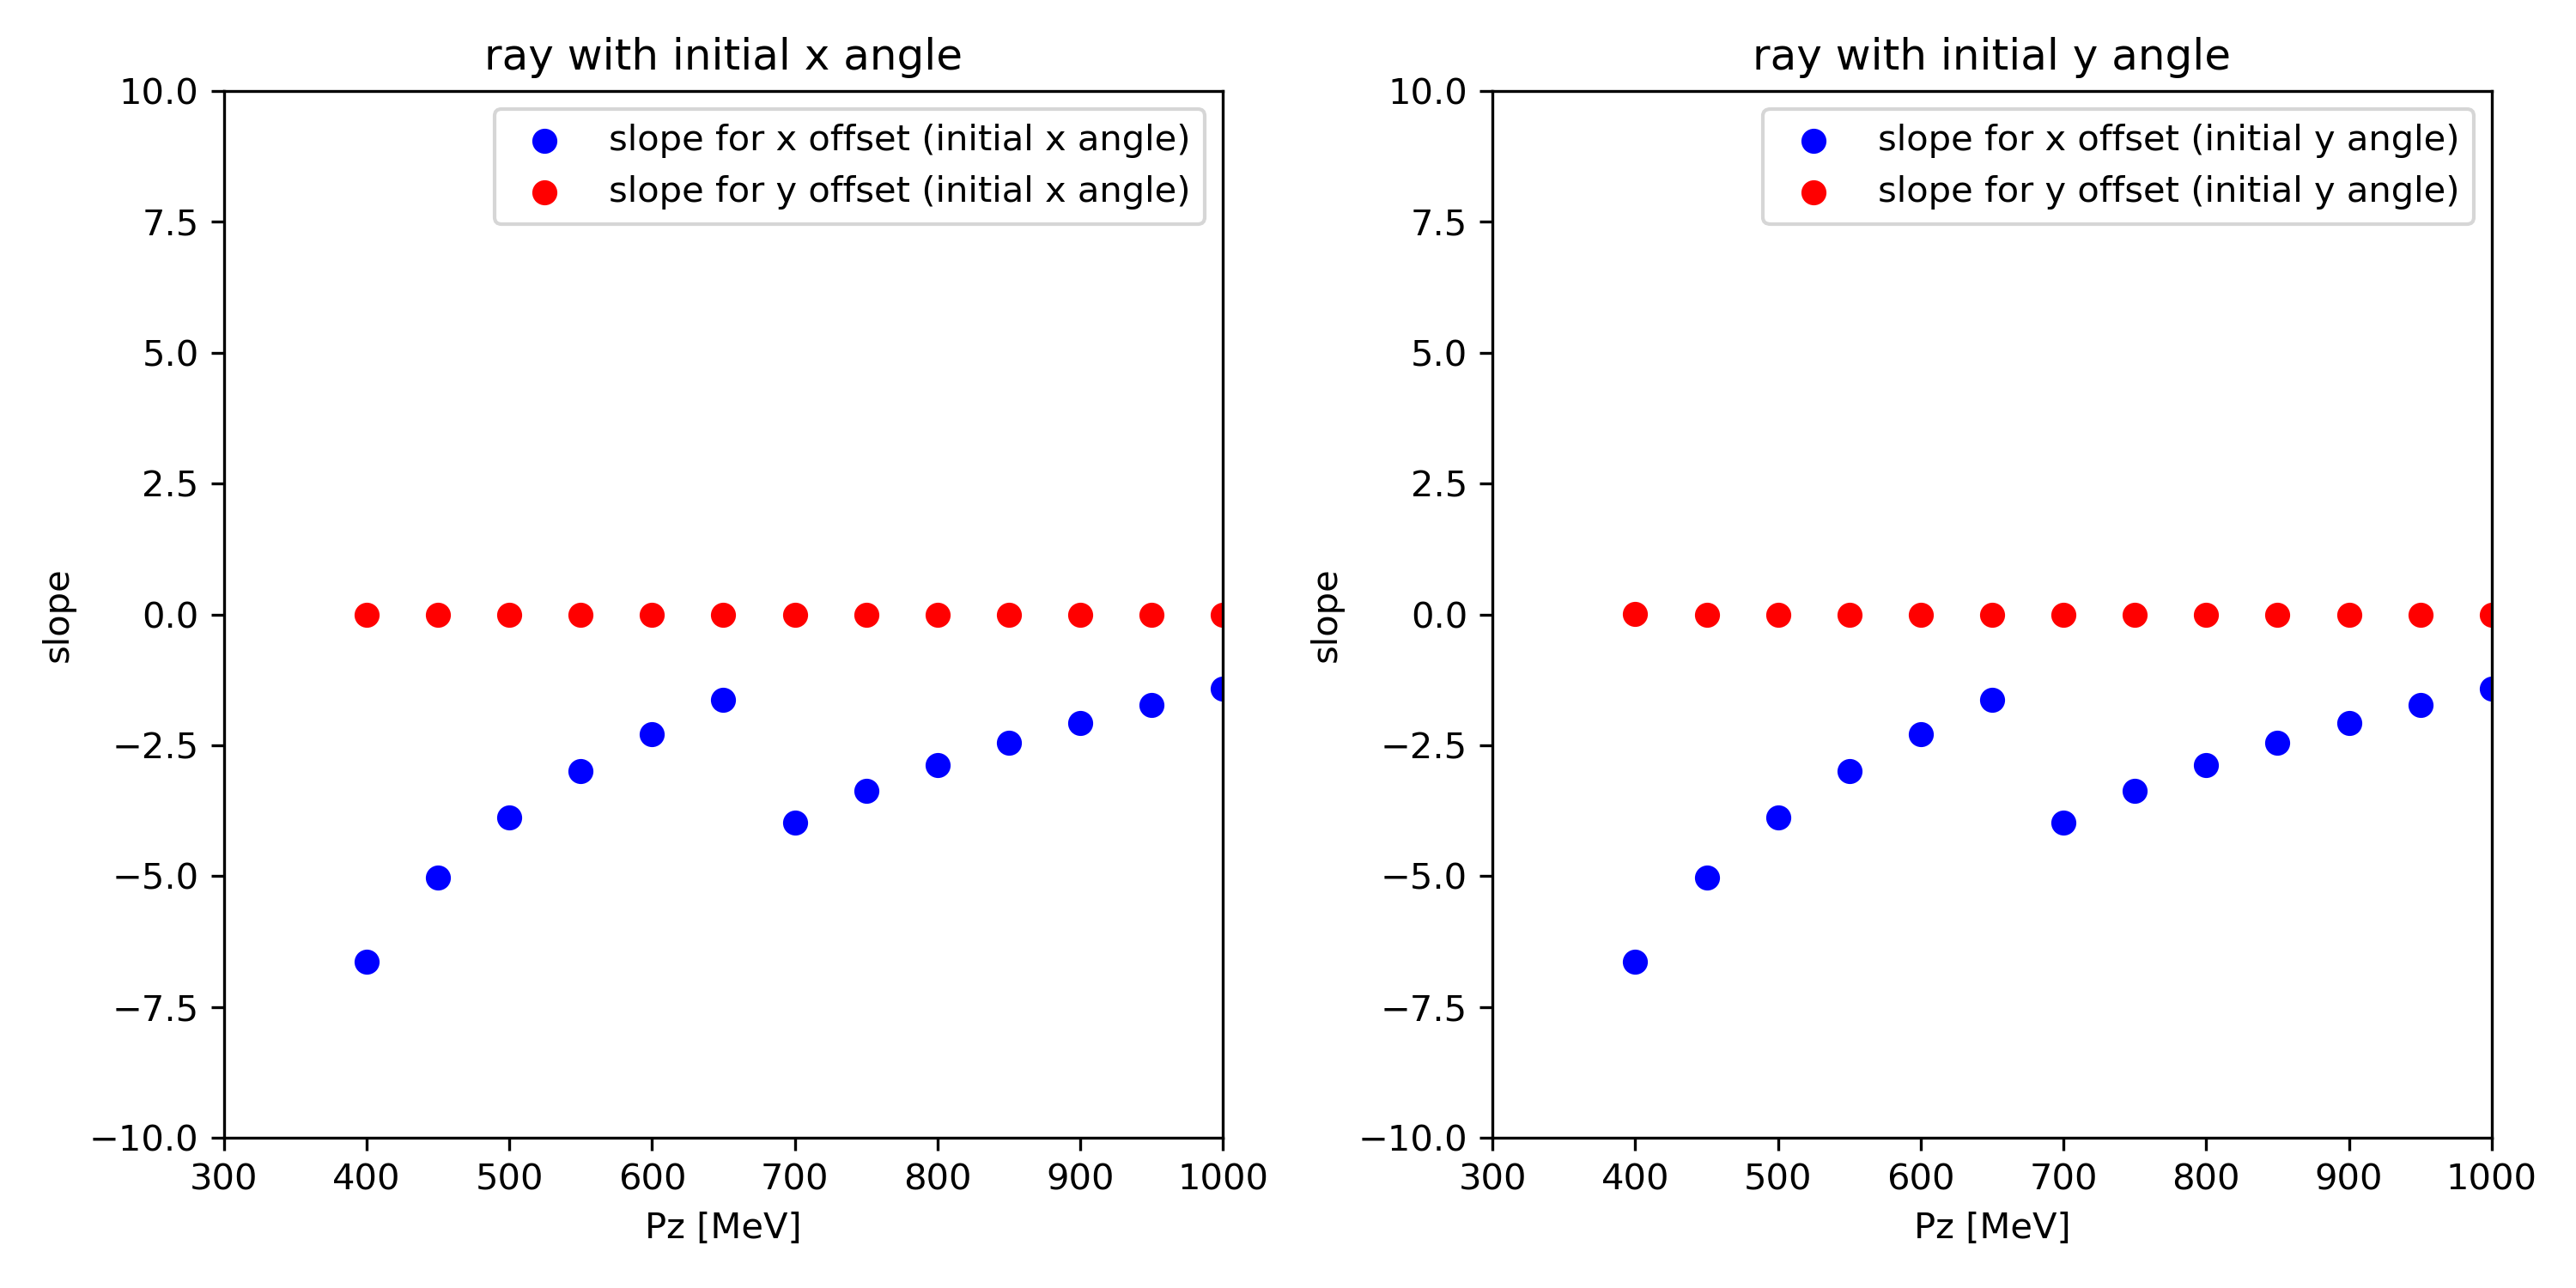 ray with initial x angle
slope for x offset (initial x angle)
slope for y offset (initial x angle)
10.0
7.5
5.0
2.5
0.0
−2.5
−5.0
−7.5
−10.0
slope
300 400 500 600 700 800 900 1000
Pz [MeV]
ray with initial y angle
slope for x offset (initial y angle)
slope for y offset (initial y angle)
10.0
7.5
5.0
2.5
0.0
−2.5
−5.0
−7.5
−10.0
slope
300 400 500 600 700 800 900 1000
Pz [MeV]